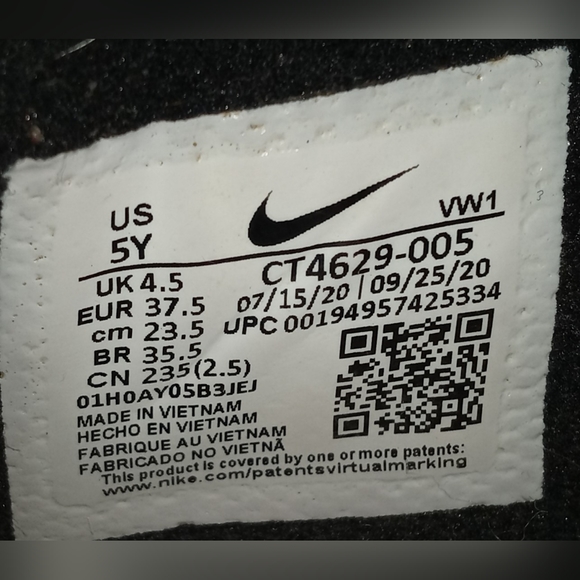 US
5Y
VW1
UK 4.5
CT4629-005
EUR 37.5
07/15/20 | 09/25/20
cm 23.5
UPC 00194957425334
BR 35.5
CN 235(2.5)
01H0AY05B3JEJ
MADE IN VIETNAM
HECHO EN VIETNAM
FABRIQUE AU VIETNAM
FABRICADO NO VIETNÃ
This product is covered by one or more patents:
www.nike.com/patentsvirtualmarking